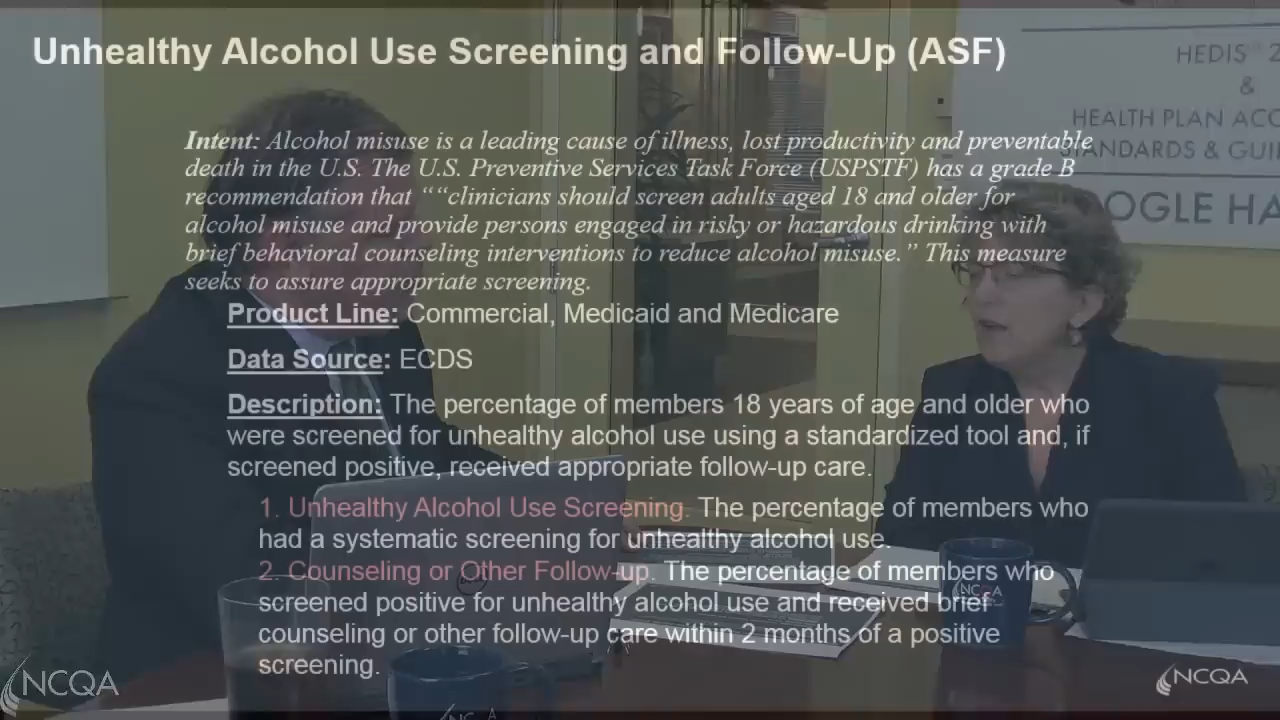 Unhealthy Alcohol Use Screening and Follow-Up (ASF)
HEDIS
&
HEALTH PLAN
STANDARDS &
Intent: Alcohol misuse is a leading cause of illness, lost productivity and preventable
death in the U.S. The U.S. Preventive Services Task Force (USPSTF) has a grade B
recommendation that ““clinicians should screen adults aged 18 and older for
alcohol misuse and provide persons engaged in risky or hazardous drinking with
brief behavioral counseling interventions to reduce alcohol misuse.” This measure
seeks to assure appropriate screening.
Product Line: Commercial, Medicaid and Medicare
Data Source: ECDS
Description: The percentage of members 18 years of age and older who
were screened for unhealthy alcohol use using a standardized tool and, if
screened positive, received appropriate follow-up care.
1. Unhealthy Alcohol Use Screening. The percentage of members who
had a systematic screening for unhealthy alcohol use.
2. Counseling or Other Follow-up. The percentage of members who
screened positive for unhealthy alcohol use and received brief
counseling or other follow-up care within 2 months of a positive
screening.
NCQA
NCQA
NCQA